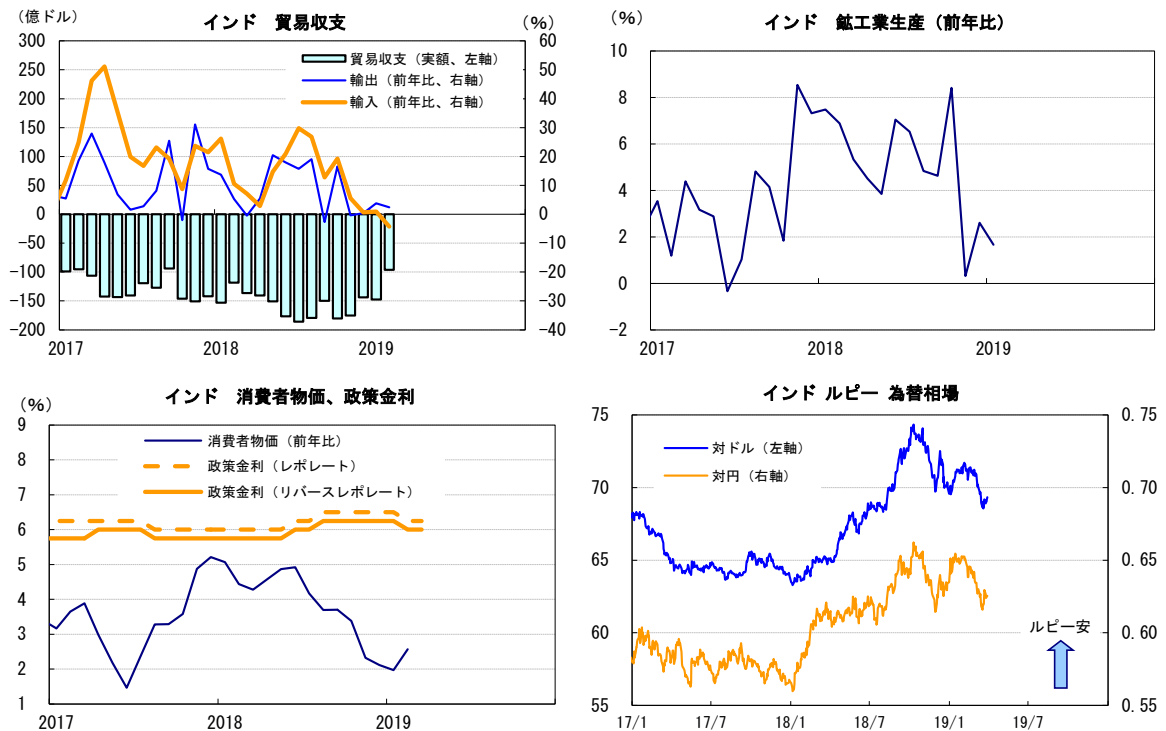 インド 貿易収支
(億ドル)
(%)
300
250
200
150
100
50
0
-50
-100
-150
-200
60
50
40
30
20
10
0
-10
-20
-30
-40
貿易収支(実額、左軸)
輸出(前年比、右軸)
輸入(前年比、右軸)
2017 2018 2019
インド 鉱工業生産(前年比)
(%)
10
8
6
4
2
0
-2
2017 2018 2019
インド 消費者物価、政策金利
(%)
9
8
7
6
5
4
3
2
1
消費者物価(前年比)
政策金利(レポレート)
政策金利(リバースレポレート)
2017 2018 2019
インド ルピー 為替相場
75
70
65
60
55
0.75
0.70
0.65
0.60
0.55
対ドル(左軸)
対円(右軸)
ルピー安
17/1 17/7 18/1 18/7 19/1 19/7